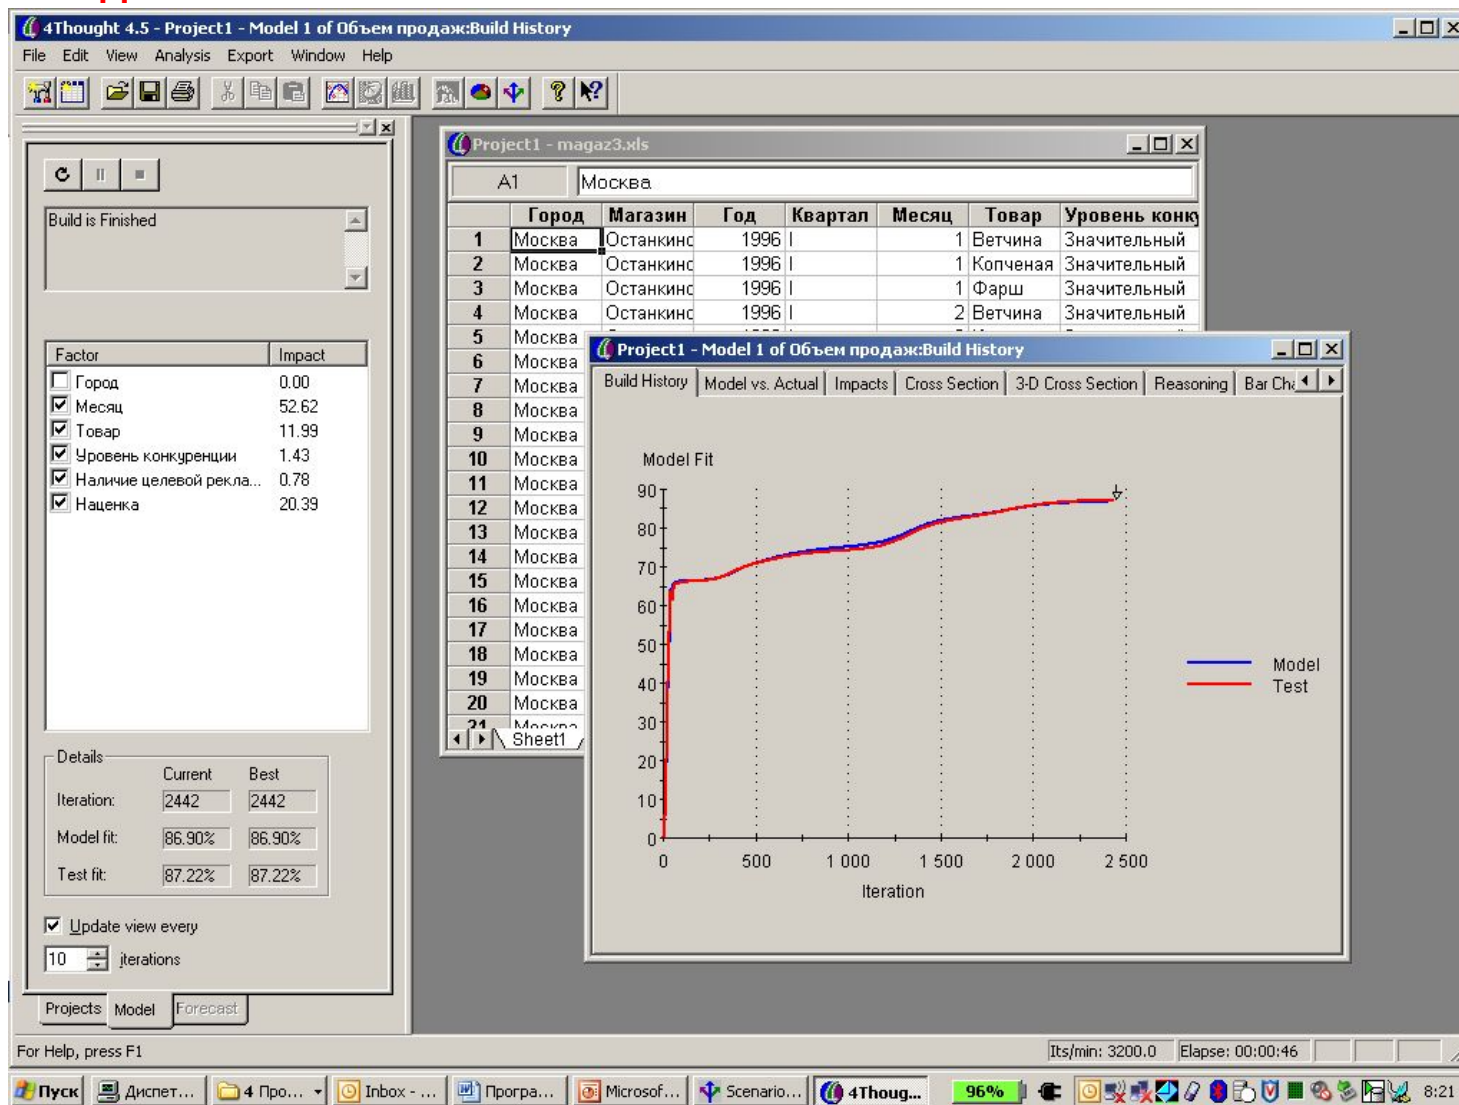 4Thought 4.5 - Project1 - Model 1 of Объем продаж:Build History
File Edit View Analysis Export Window Help
Build is Finished
Factor Impact
Город 0.00
Месяц 52.62
Товар 11.99
Уровень конкуренции 1.43
Наличие целевой рекла... 0.78
Наценка 20.39
Details
Current Best
Iteration: 2442 2442
Model fit: 86.90% 86.90%
Test fit: 87.22% 87.22%
Update view every
10 iterations
Projects Model Forecast
Project1 - magaz3.xls
A1 Москва
Город Магазин Год Квартал Месяц Товар Уровень конку
1 Москва Останкинс 1996 I 1 Ветчина Значительный
2 Москва Останкинс 1996 I 1 Копченая Значительный
3 Москва Останкинс 1996 I 1 Фарш Значительный
4 Москва Останкинс 1996 I 2 Ветчина Значительный
5 Москва
6 Москва
7 Москва
8 Москва
9 Москва
10 Москва
11 Москва
12 Москва
13 Москва
14 Москва
15 Москва
16 Москва
17 Москва
18 Москва
19 Москва
20 Москва
21 Москва
Sheet1
Project1 - Model 1 of Объем продаж:Build History
Build History Model vs. Actual Impacts Cross Section 3-D Cross Section Reasoning Bar Cha
Model Fit
90
80
70
60
50
40
30
20
10
0
0 500 1 000 1 500 2 000 2 500
Iteration
Model
Test
For Help, press F1 Its/min: 3200.0 Elapse: 00:00:46
Пуск Диспет... 4 Про... Inbox - ... Програ... Microsof... Scenario... 4Thoug... 96% 8:21